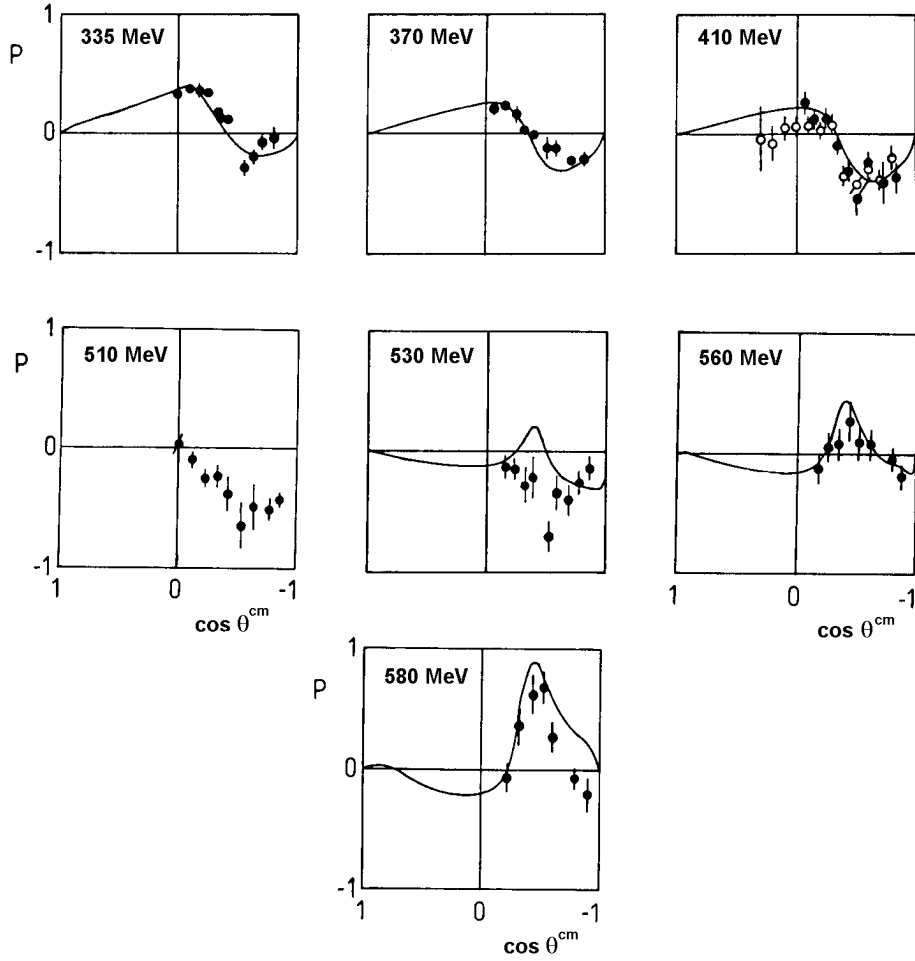 1
P
335 MeV
370 MeV
410 MeV
0
-1
1
P
510 MeV
530 MeV
560 MeV
0
-1
1 0 -1 1 0 -1
cos θ^cm cos θ^cm
1
P
580 MeV
0
-1
1 0 -1
cos θ^cm